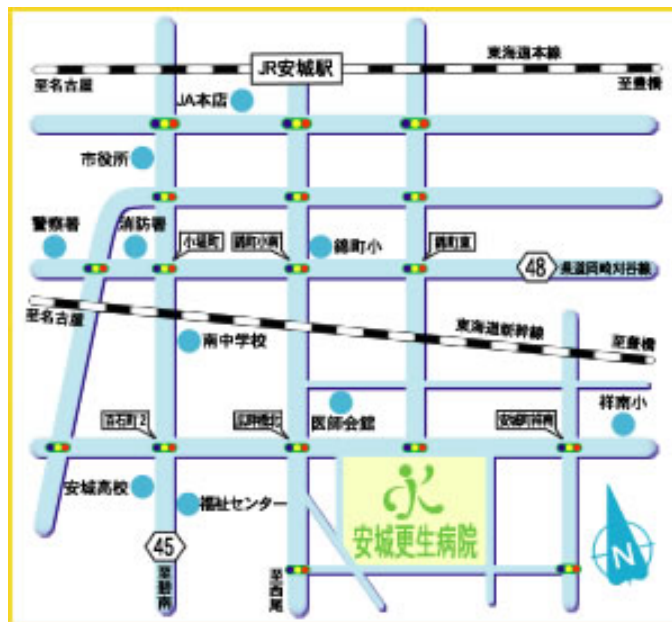 JR安城駅
東海道本線
至名古屋
至豊橋
JA本店
市役所
警察署
消防署
小堤町
錦町小南
錦町小
錦町東
48
県道岡崎刈谷線
至名古屋
東海道新幹線
至豊橋
南中学校
祥南小
百石町2
医師会館
安城高校
福祉センター
安城更生病院
45
至碧南
至西尾
N